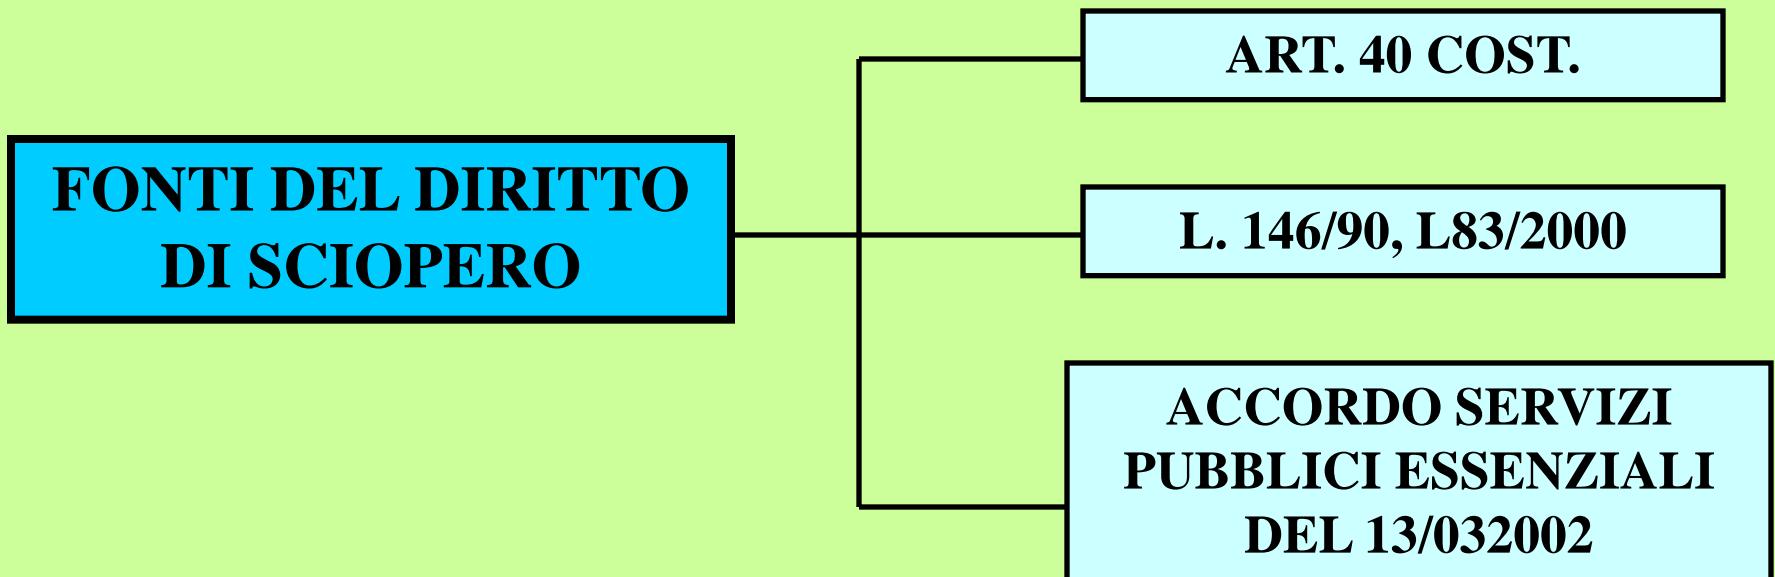 FONTI DEL DIRITTO
DI SCIOPERO
ART. 40 COST.
L. 146/90, L83/2000
ACCORDO SERVIZI
PUBBLICI ESSENZIALI
DEL 13/032002